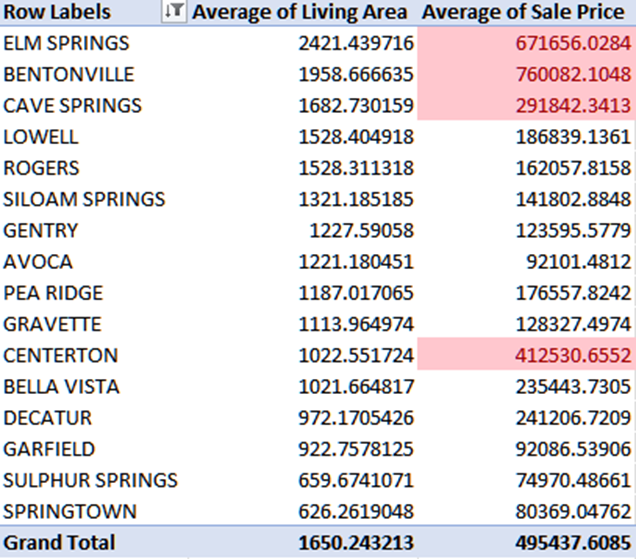 Row Labels Average of Living Area Average of Sale Price
ELM SPRINGS 2421.439716 671656.0284
BENTONVILLE 1958.666635 760082.1048
CAVE SPRINGS 1682.730159 291842.3413
LOWELL 1528.404918 186839.1361
ROGERS 1528.311318 162057.8158
SILOAM SPRINGS 1321.185185 141802.8848
GENTRY 1227.59058 123595.5779
AVOCA 1221.180451 92101.4812
PEA RIDGE 1187.017065 176557.8242
GRAVETTE 1113.964974 128327.4974
CENTERTON 1022.551724 412530.6552
BELLA VISTA 1021.664817 235443.7305
DECATUR 972.1705426 241206.7209
GARFIELD 922.7578125 92086.53906
SULPHUR SPRINGS 659.6741071 74970.48661
SPRINGTOWN 626.2619048 80369.04762
Grand Total 1650.243213 495437.6085